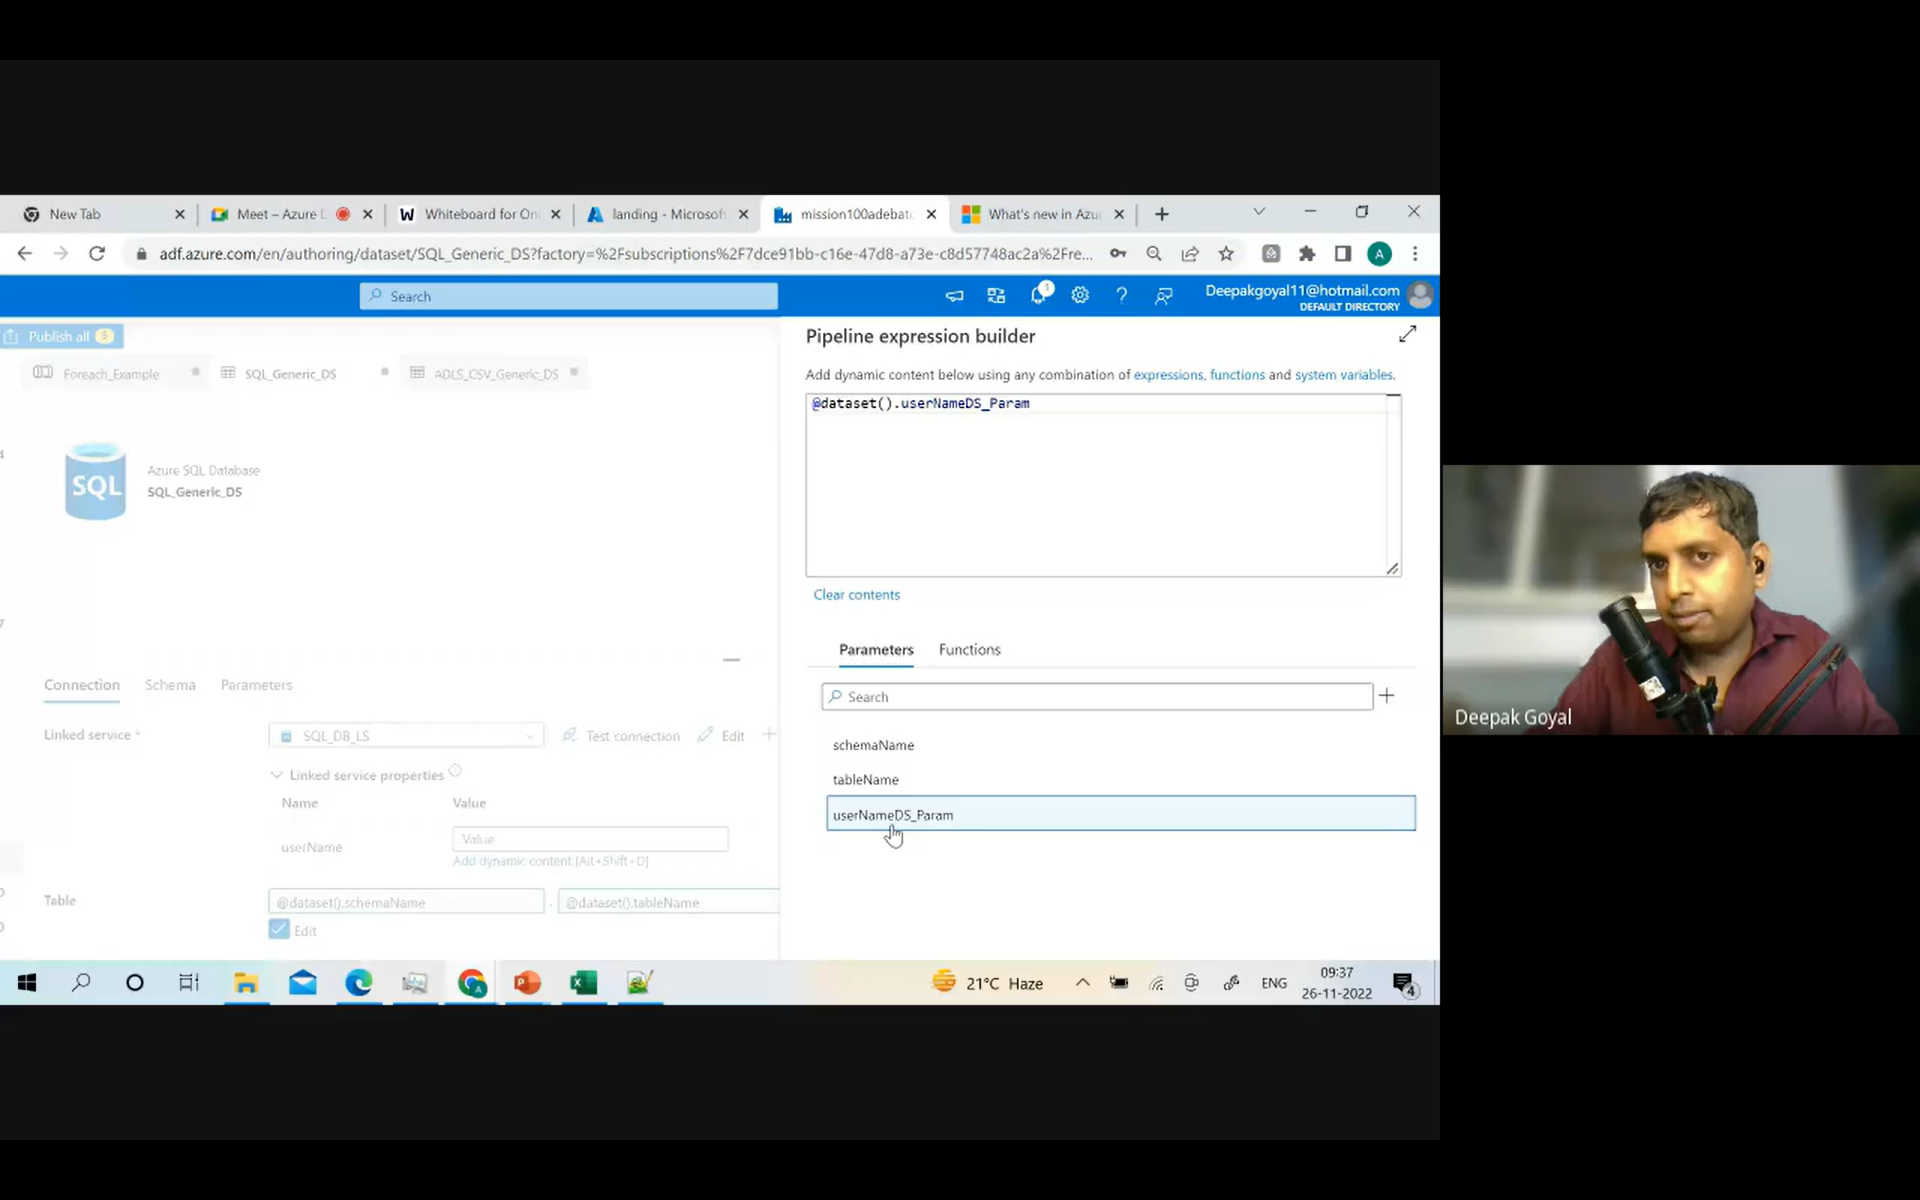 New Tab
Meet – Azure D
W
Whiteboard for Onl
landing - Microsoft
mission100adebatc
What's new in Azu
adf.azure.com/en/authoring/dataset/SQL_Generic_DS?factory=%2Fsubscriptions%2F7dce91bb-c16e-47d8-a73e-c8d57748ac2a%2Fre...
A
Search
1
Deepakgoyal11@hotmail.com
DEFAULT DIRECTORY
Publish all 5
Foreach_Example
SQL_Generic_DS
ADLS_CSV_Generic_DS
SQL
Azure SQL Database
SQL_Generic_DS
Connection
Schema
Parameters
Linked service *
SQL_DB_LS
Test connection
Edit
Linked service properties
Name
Value
userName
Value
Add dynamic content [Alt+Shift+D]
Table
@dataset().schemaName
.
@dataset().tableName
Edit
Pipeline expression builder
Add dynamic content below using any combination of expressions, functions and system variables.
@dataset().userNameDS_Param
Clear contents
Parameters
Functions
Search
schemaName
tableName
userNameDS_Param
Deepak Goyal
21°C Haze
ENG
09:37
26-11-2022
4